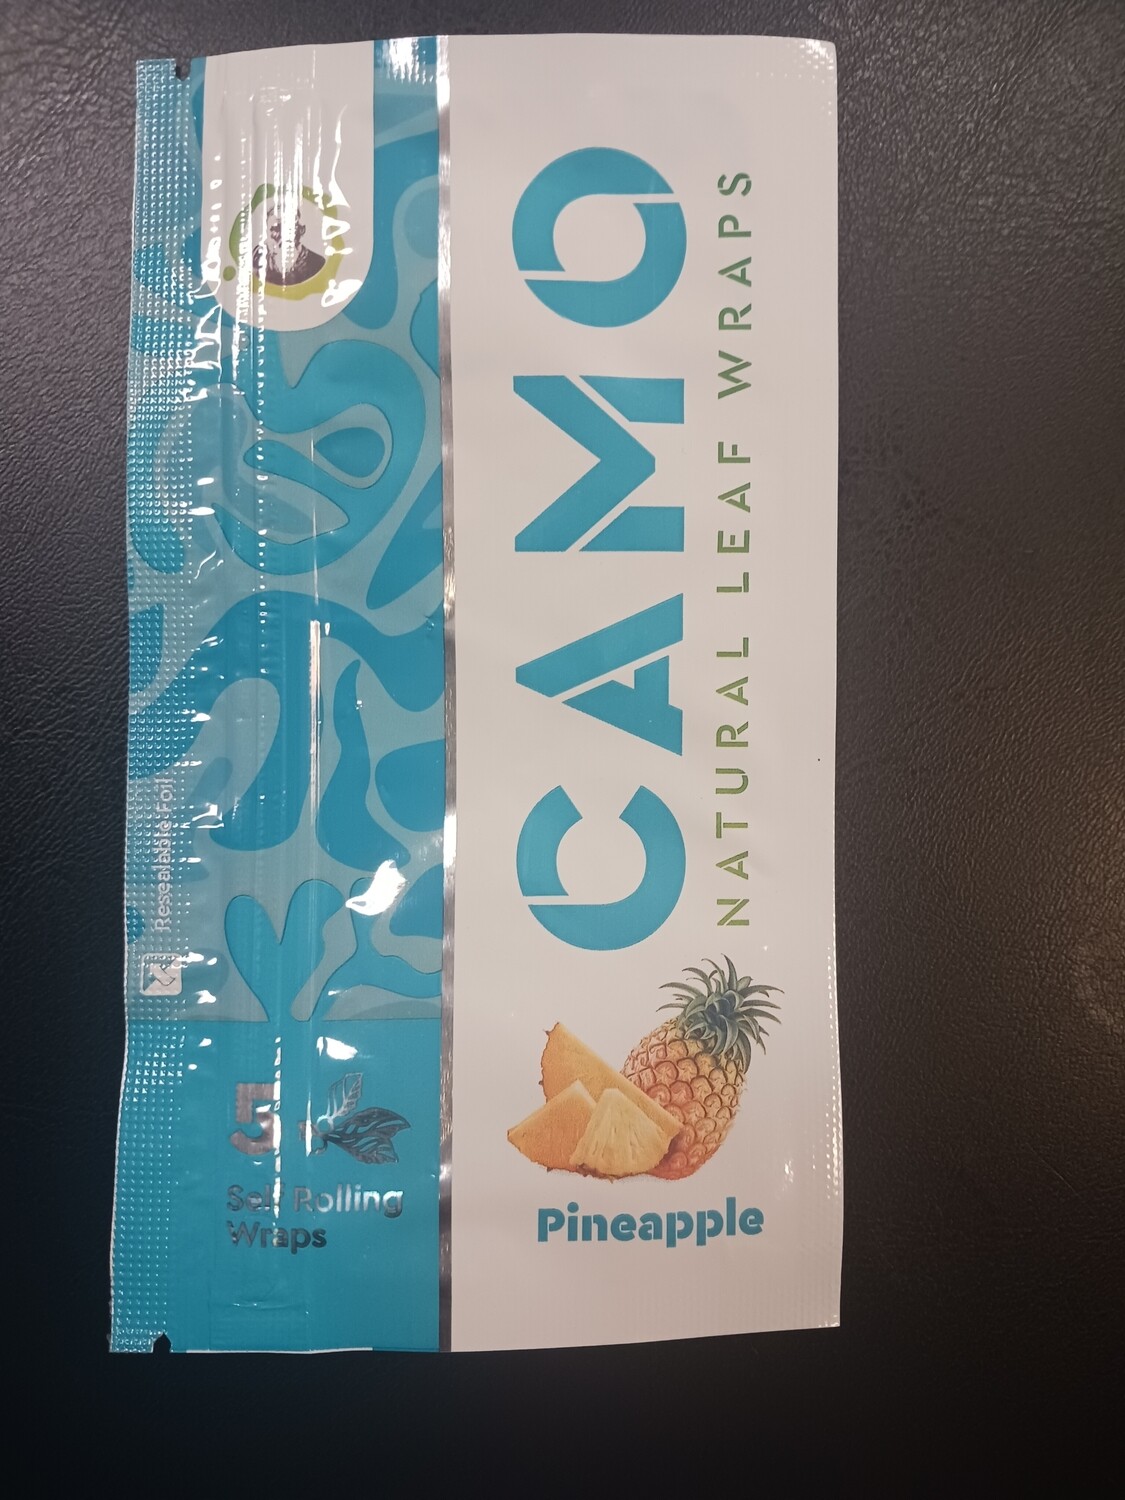 Resealable Foil
5
Self Rolling
Wraps
CAMO
NATURAL LEAF WRAPS
Pineapple